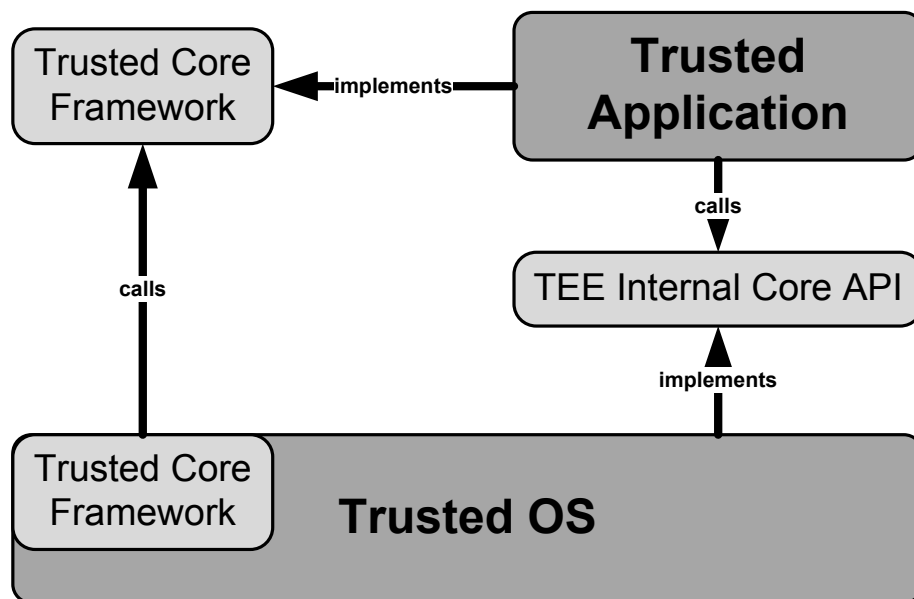 Trusted Core
Framework
implements
Trusted
Application
calls
TEE Internal Core API
calls
implements
Trusted Core
Framework
Trusted OS